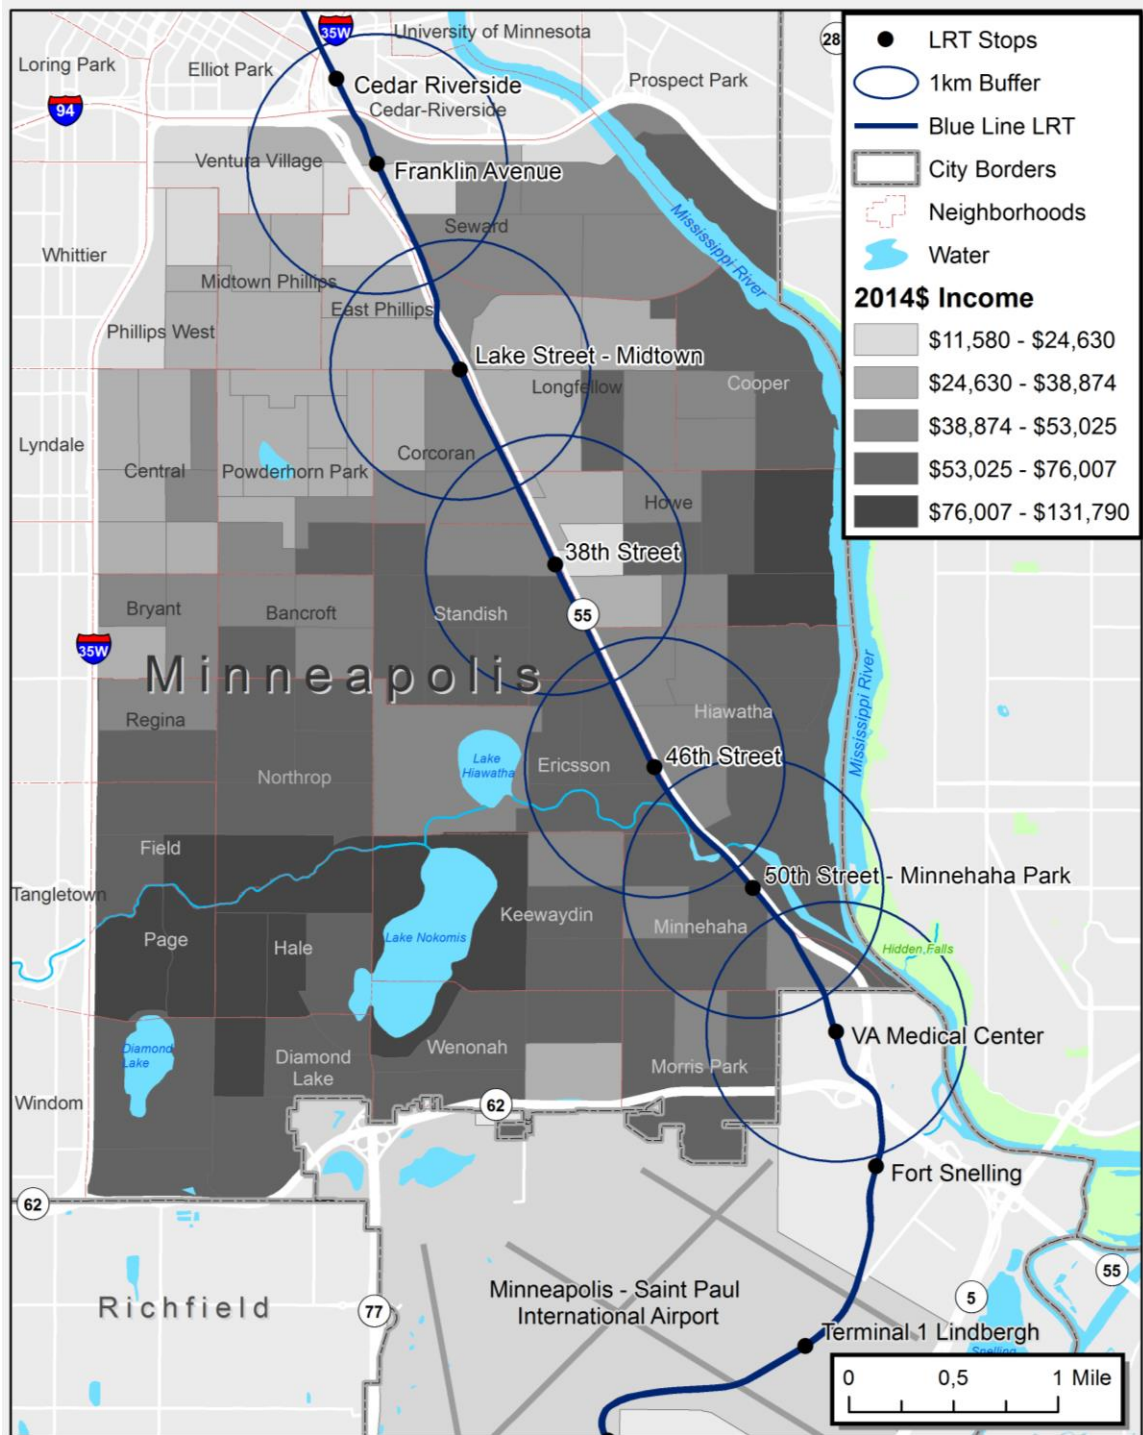 35W
University of Minnesota
28
Loring Park
Elliot Park
Prospect Park
Cedar Riverside
Cedar-Riverside
94
Ventura Village
Franklin Avenue
Seward
Whittier
Mississippi River
Midtown Phillips
East Phillips
Phillips West
Lake Street - Midtown
Longfellow
Cooper
Lyndale
Corcoran
Central
Powderhorn Park
Howe
38th Street
Bryant
Bancroft
Standish
55
35W
Minneapolis
Regina
Hiawatha
Mississippi River
Northrop
Lake
Hiawatha
Ericsson
46th Street
Field
50th Street - Minnehaha Park
Tangletown
Keewaydin
Minnehaha
Page
Hale
Lake Nokomis
Hidden Falls
VA Medical Center
Diamond
Lake
Diamond
Lake
Wenonah
Morris Park
Windom
62
Fort Snelling
62
Richfield
77
Minneapolis - Saint Paul
International Airport
5
55
Terminal 1 Lindbergh
Snelling
LRT Stops
1km Buffer
Blue Line LRT
City Borders
Neighborhoods
Water
2014$ Income
$11,580 - $24,630
$24,630 - $38,874
$38,874 - $53,025
$53,025 - $76,007
$76,007 - $131,790
0 0,5 1 Mile